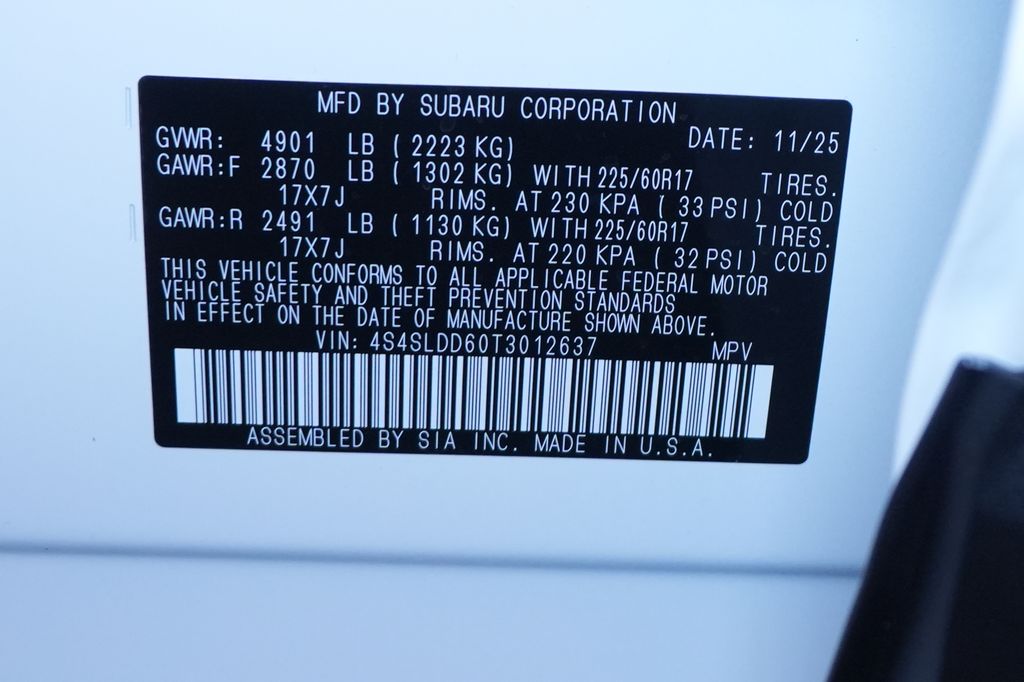 MFD BY SUBARU CORPORATION
DATE: 11/25
GVWR: 4901 LB ( 2223 KG)
GAWR:F 2870 LB ( 1302 KG) WITH 225/60R17 TIRES.
17X7J RIMS. AT 230 KPA ( 33 PSI) COLD
GAWR:R 2491 LB ( 1130 KG) WITH 225/60R17 TIRES.
17X7J RIMS. AT 220 KPA ( 32 PSI) COLD
THIS VEHICLE CONFORMS TO ALL APPLICABLE FEDERAL MOTOR
VEHICLE SAFETY AND THEFT PREVENTION STANDARDS
IN EFFECT ON THE DATE OF MANUFACTURE SHOWN ABOVE.
VIN: 4S4SLDD60T3012637 MPV
ASSEMBLED BY SIA INC. MADE IN U.S.A.